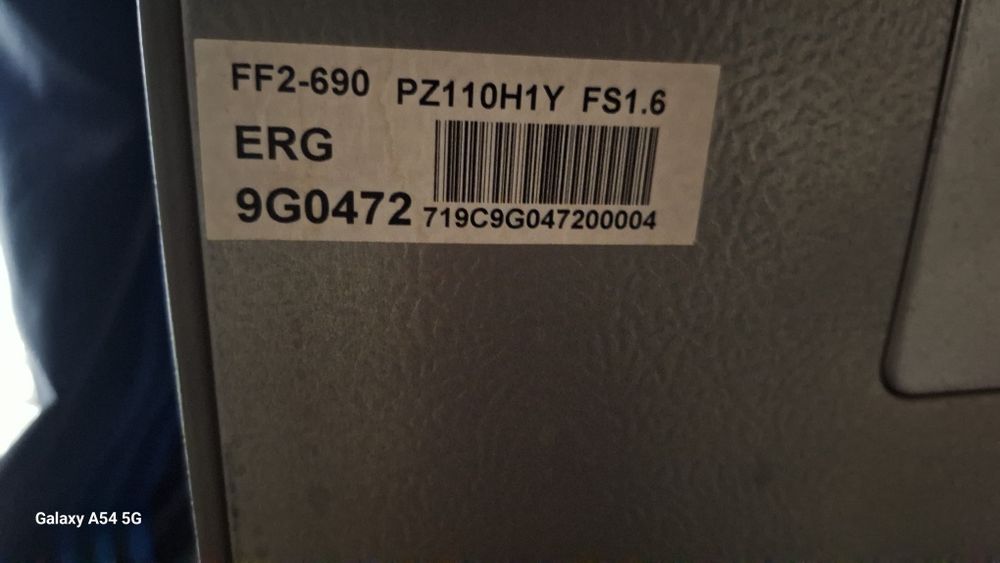 FF2-690 PZ110H1Y FS1.6
ERG
9G0472 719C9G047200004
Galaxy A54 5G